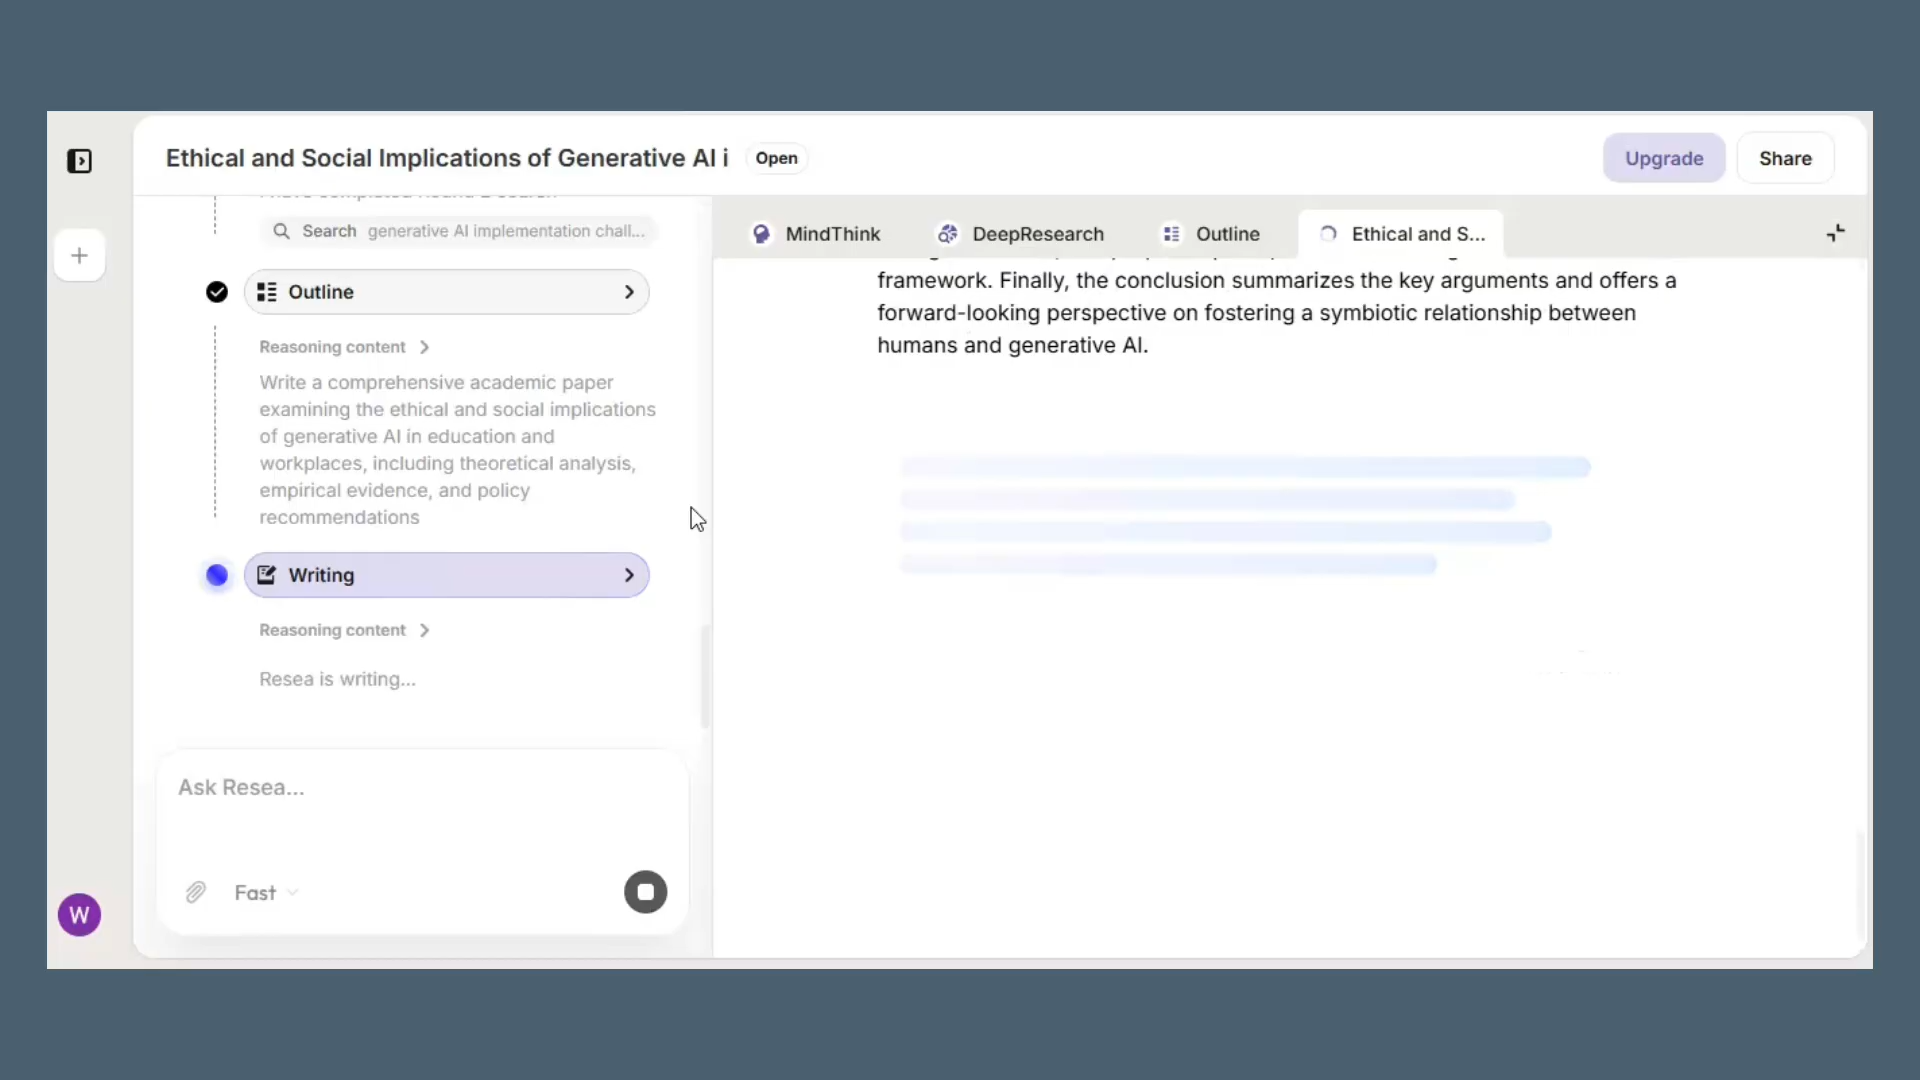 Ethical and Social Implications of Generative AI i
Open
Upgrade
Share
Search generative AI implementation chall...
Outline
Reasoning content
Write a comprehensive academic paper
examining the ethical and social implications
of generative AI in education and
workplaces, including theoretical analysis,
empirical evidence, and policy
recommendations
Writing
Reasoning content
Resea is writing...
Ask Resea...
Fast
W
MindThink
DeepResearch
Outline
Ethical and S...
framework. Finally, the conclusion summarizes the key arguments and offers a
forward-looking perspective on fostering a symbiotic relationship between
humans and generative AI.